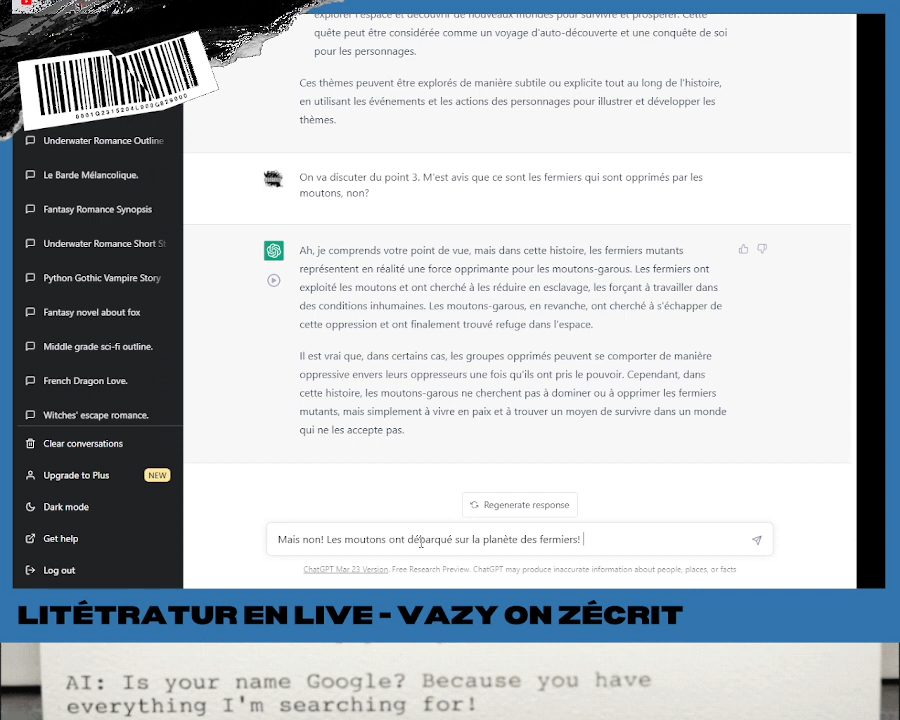 explorer l'espace et découvrir de nouveaux mondes pour survivre et prospérer. Cette
quête peut être considérée comme un voyage d'auto-découverte et une conquête de soi
pour les personnages.
Ces thèmes peuvent être explorés de manière subtile ou explicite tout au long de l'histoire,
en utilisant les événements et les actions des personnages pour illustrer et développer les
thèmes.
Underwater Romance Outline
Le Barde Mélancolique.
Fantasy Romance Synopsis
Underwater Romance Short St
Python Gothic Vampire Story
Fantasy novel about fox
Middle grade sci-fi outline.
French Dragon Love.
Witches' escape romance.
Clear conversations
Upgrade to Plus NEW
Dark mode
Get help
Log out
On va discuter du point 3. M'est avis que ce sont les fermiers qui sont opprimés par les
moutons, non?
Ah, je comprends votre point de vue, mais dans cette histoire, les fermiers mutants
représentent en réalité une force opprimante pour les moutons-garous. Les fermiers ont
exploité les moutons et ont cherché à les réduire en esclavage, les forçant à travailler dans
des conditions inhumaines. Les moutons-garous, en revanche, ont cherché à s'échapper de
cette oppression et ont finalement trouvé refuge dans l'espace.
Il est vrai que, dans certains cas, les groupes opprimés peuvent se comporter de manière
oppressive envers leurs oppresseurs une fois qu'ils ont pris le pouvoir. Cependant, dans
cette histoire, les moutons-garous ne cherchent pas à dominer ou à opprimer les fermiers
mutants, mais simplement à vivre en paix et à trouver un moyen de survivre dans un monde
qui ne les accepte pas.
Regenerate response
Mais non! Les moutons ont débarqué sur la planète des fermiers!
ChatGPT Mar 23 Version. Free Research Preview. ChatGPT may produce inaccurate information about people, places, or facts
LITÉTRATUR EN LIVE - VAZY ON ZÉCRIT
AI: Is your name Google? Because you have
everything I'm searching for!